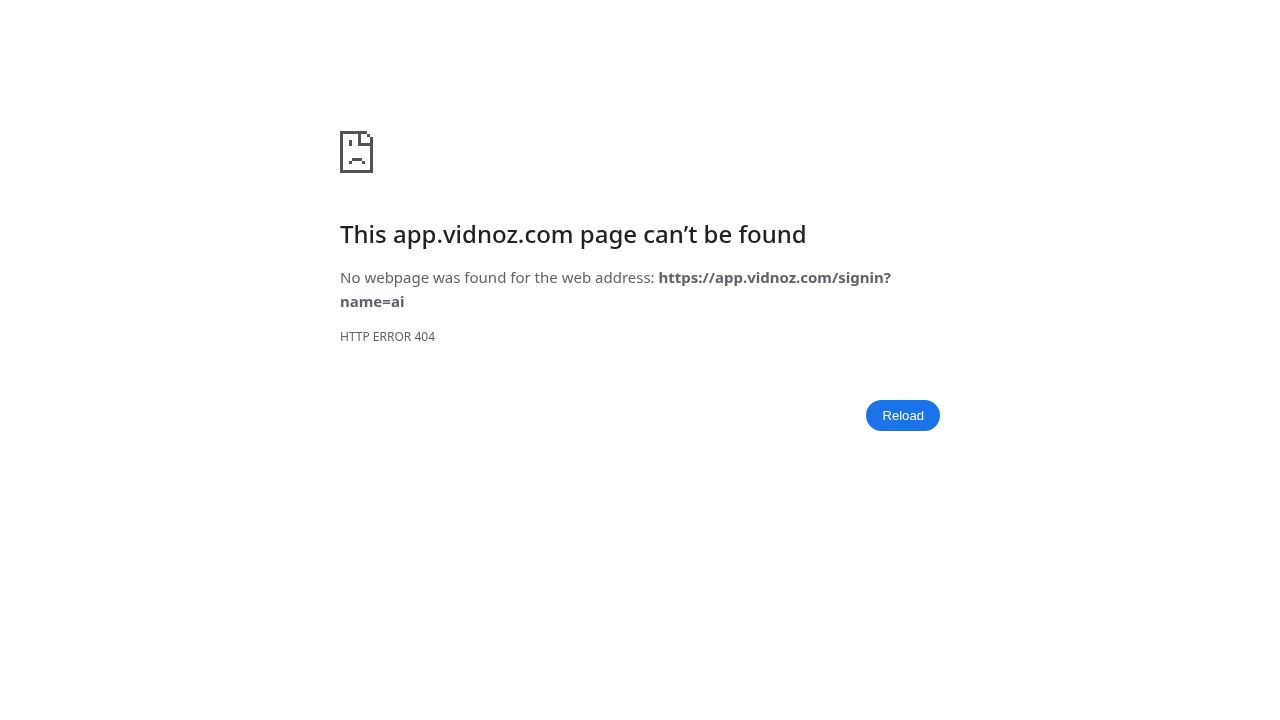 This app.vidnoz.com page can’t be found
No webpage was found for the web address: https://app.vidnoz.com/signin?
name=ai
HTTP ERROR 404
Reload